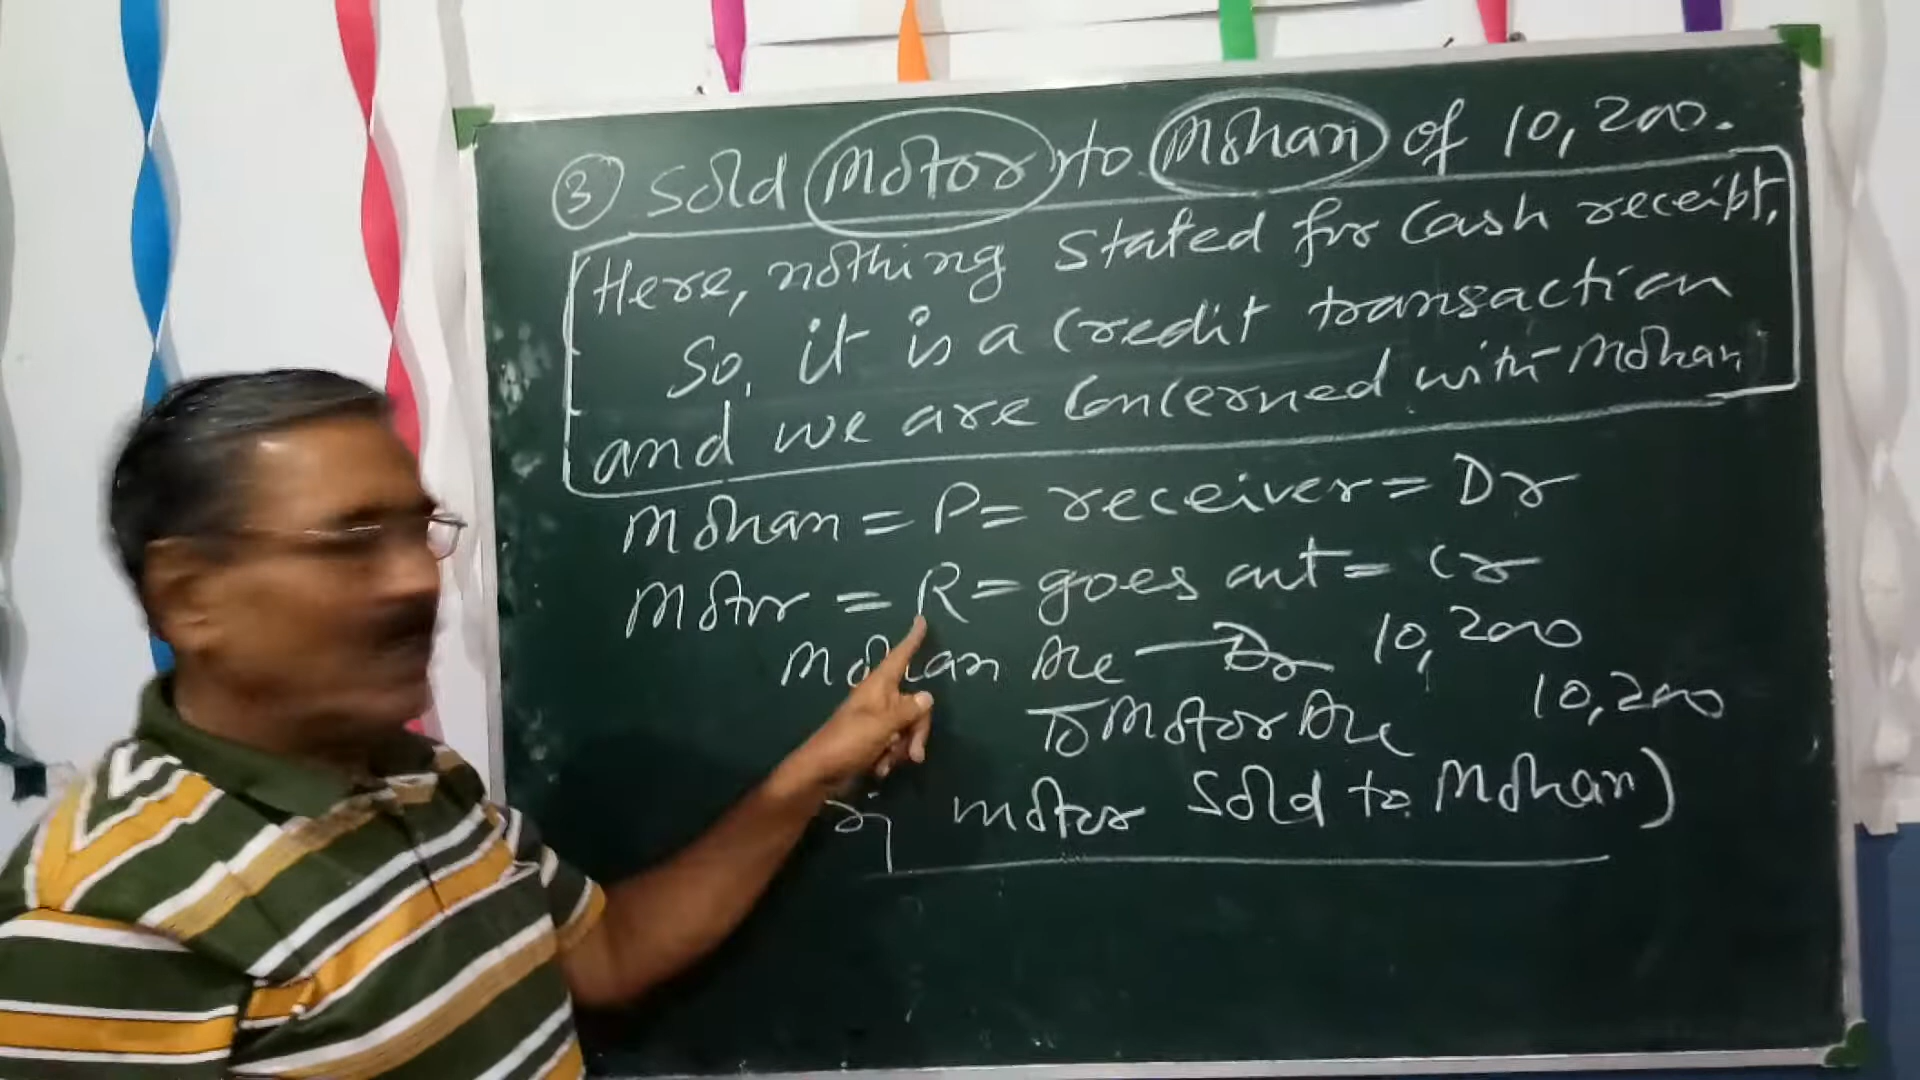 ③ Sold Motor to Mohan of 10,200.
Here, nothing stated for Cash receipt,
So, it is a Credit transaction
and we are Concerned with Mohan
Mohan = P = receiver = Dr
Motor = R = goes out = Cr
Mohan A/c Dr 10,200
To Motor A/c 10,200
motor Sold to Mohan)